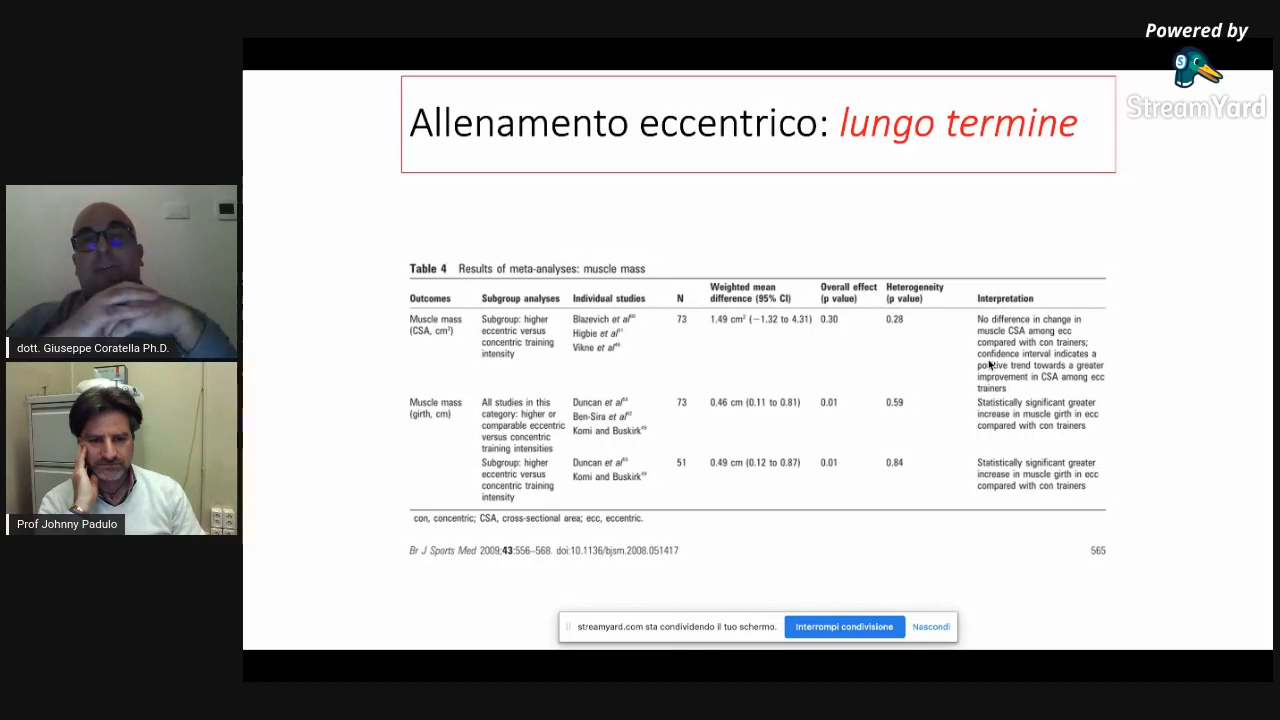 Powered by
StreamYard
Allenamento eccentrico: lungo termine
Table 4 Results of meta-analyses: muscle mass
Outcomes Subgroup analyses Individual studies N Weighted mean difference (95% CI) Overall effect (p value) Heterogeneity (p value) Interpretation
Muscle mass Subgroup: higher Blazevich et al 73 1.49 cm² (−1.32 to 4.31) 0.30 0.28 No difference in change in
(CSA, cm²) eccentric versus Higbie et al muscle CSA among ecc
concentric training Vikne et al compared with con trainers;
intensity confidence interval indicates a
positive trend towards a greater
improvement in CSA among ecc
trainers
Muscle mass All studies in this Duncan et al 73 0.46 cm (0.11 to 0.81) 0.01 0.59 Statistically significant greater
(girth, cm) category: higher or Ben-Sira et al increase in muscle girth in ecc
comparable eccentric Komi and Buskirk compared with con trainers
versus concentric
training intensities
Subgroup: higher Duncan et al 51 0.49 cm (0.12 to 0.87) 0.01 0.84 Statistically significant greater
eccentric versus Komi and Buskirk increase in muscle girth in ecc
concentric training compared with con trainers
intensity
con, concentric; CSA, cross-sectional area; ecc, eccentric.
Br J Sports Med 2009;43:556–568. doi:10.1136/bjsm.2008.051417 565
streamyard.com sta condividendo il tuo schermo. Interrompi condivisione Nascondi
dott. Giuseppe Coratella Ph.D.
Prof Johnny Padulo